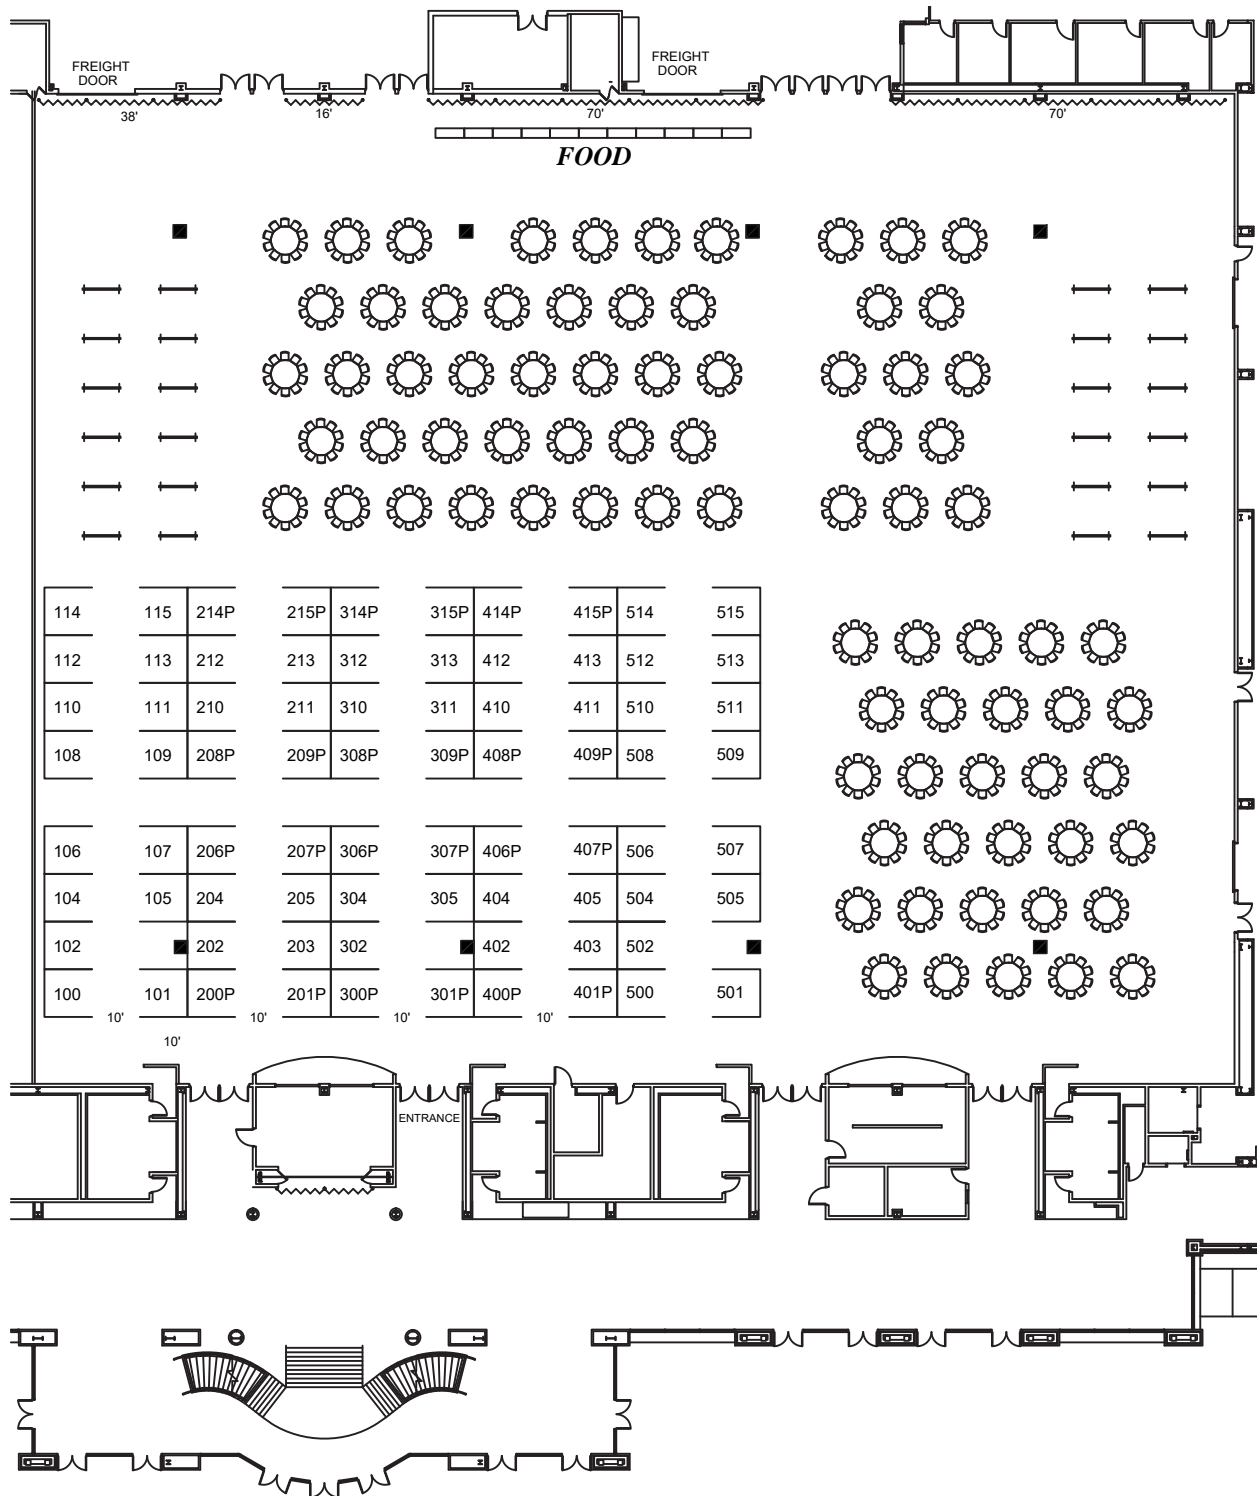 FREIGHT
DOOR
FREIGHT
DOOR
38'
16'
70'
70'
FOOD
114 115 214P 215P 314P 315P 414P 415P 514 515
112 113 212 213 312 313 412 413 512 513
110 111 210 211 310 311 410 411 510 511
108 109 208P 209P 308P 309P 408P 409P 508 509
106 107 206P 207P 306P 307P 406P 407P 506 507
104 105 204 205 304 305 404 405 504 505
102 202 203 302 402 403 502
100 101 200P 201P 300P 301P 400P 401P 500 501
10' 10' 10' 10'
10'
ENTRANCE